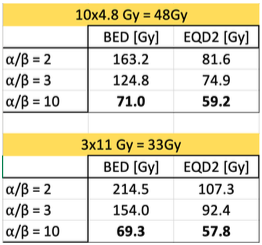 10x4.8 Gy = 48Gy
BED [Gy] EQD2 [Gy]
α/β = 2 163.2 81.6
α/β = 3 124.8 74.9
α/β = 10 71.0 59.2
3x11 Gy = 33Gy
BED [Gy] EQD2 [Gy]
α/β = 2 214.5 107.3
α/β = 3 154.0 92.4
α/β = 10 69.3 57.8